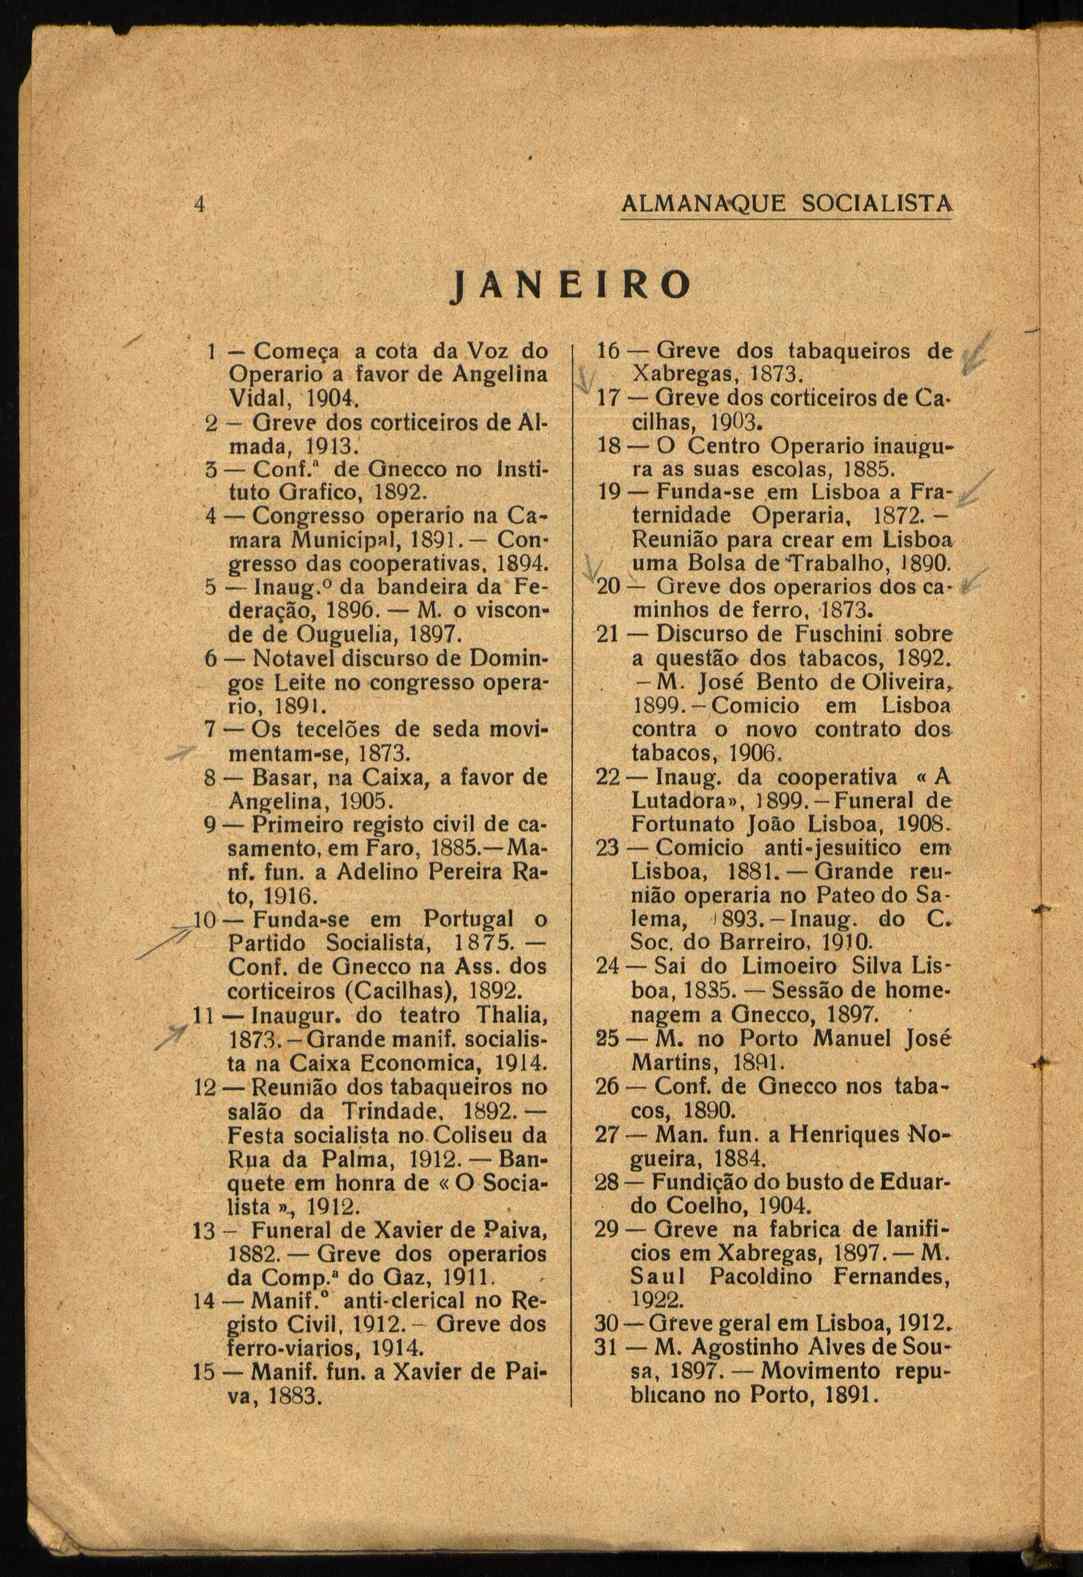 4
ALMANAQUE SOCIALISTA
JANEIRO
1 — Começa a cota da Voz do
Operario a favor de Angelina
Vidal, 1904.
2 — Greve dos corticeiros de Al-
mada, 1913.
3 — Conf.ª de Gnecco no Insti-
tuto Grafico, 1892.
4 — Congresso operario na Ca-
mara Municipal, 1891. — Con-
gresso das cooperativas, 1894.
5 — Inaug.º da bandeira da Fe-
deração, 1896. — M. o viscon-
de de Ouguelia, 1897.
6 — Notavel discurso de Domin-
gos Leite no congresso opera-
rio, 1891.
7 — Os tecelões de seda movi-
mentam-se, 1873.
8 — Basar, na Caixa, a favor de
Angelina, 1905.
9 — Primeiro registo civil de ca-
samento, em Faro, 1885.—Ma-
nf. fun. a Adelino Pereira Ra-
to, 1916.
10 — Funda-se em Portugal o
Partido Socialista, 1875. —
Conf. de Gnecco na Ass. dos
corticeiros (Cacilhas), 1892.
11 — Inaugur. do teatro Thalia,
1873. — Grande manif. socialis-
ta na Caixa Economica, 1914.
12 — Reunião dos tabaqueiros no
salão da Trindade, 1892. —
Festa socialista no Coliseu da
Rua da Palma, 1912. — Ban-
quete em honra de « O Socia-
lista », 1912.
13 — Funeral de Xavier de Paiva,
1882. — Greve dos operarios
da Comp.ª do Gaz, 1911.
14 — Manif.º anti-clerical no Re-
gisto Civil, 1912. — Greve dos
ferro-viarios, 1914.
15 — Manif. fun. a Xavier de Pai-
va, 1883.
16 — Greve dos tabaqueiros de
Xabregas, 1873.
17 — Greve dos corticeiros de Ca-
cilhas, 1903.
18 — O Centro Operario inaugu-
ra as suas escolas, 1885.
19 — Funda-se em Lisboa a Fra-
ternidade Operaria, 1872. —
Reunião para crear em Lisboa
uma Bolsa de Trabalho, 1890.
20 — Greve dos operarios dos ca-
minhos de ferro, 1873.
21 — Discurso de Fuschini sobre
a questão dos tabacos, 1892.
— M. José Bento de Oliveira,
1899. — Comicio em Lisboa
contra o novo contrato dos
tabacos, 1906.
22 — Inaug. da cooperativa « A
Lutadora», 1899. — Funeral de
Fortunato João Lisboa, 1908.
23 — Comicio anti-jesuitico em
Lisboa, 1881. — Grande reu-
nião operaria no Pateo do Sa-
lema, 1893. — Inaug. do C.
Soc. do Barreiro, 1910.
24 — Sai do Limoeiro Silva Lis-
boa, 1835. — Sessão de home-
nagem a Gnecco, 1897.
25 — M. no Porto Manuel José
Martins, 1891.
26 — Conf. de Gnecco nos taba-
cos, 1890.
27 — Man. fun. a Henriques No-
gueira, 1884.
28 — Fundição do busto de Eduar-
do Coelho, 1904.
29 — Greve na fabrica de lanifi-
cios em Xabregas, 1897. — M.
Saul Pacoldino Fernandes,
1922.
30 — Greve geral em Lisboa, 1912.
31 — M. Agostinho Alves de Sou-
sa, 1897. — Movimento repu-
blicano no Porto, 1891.